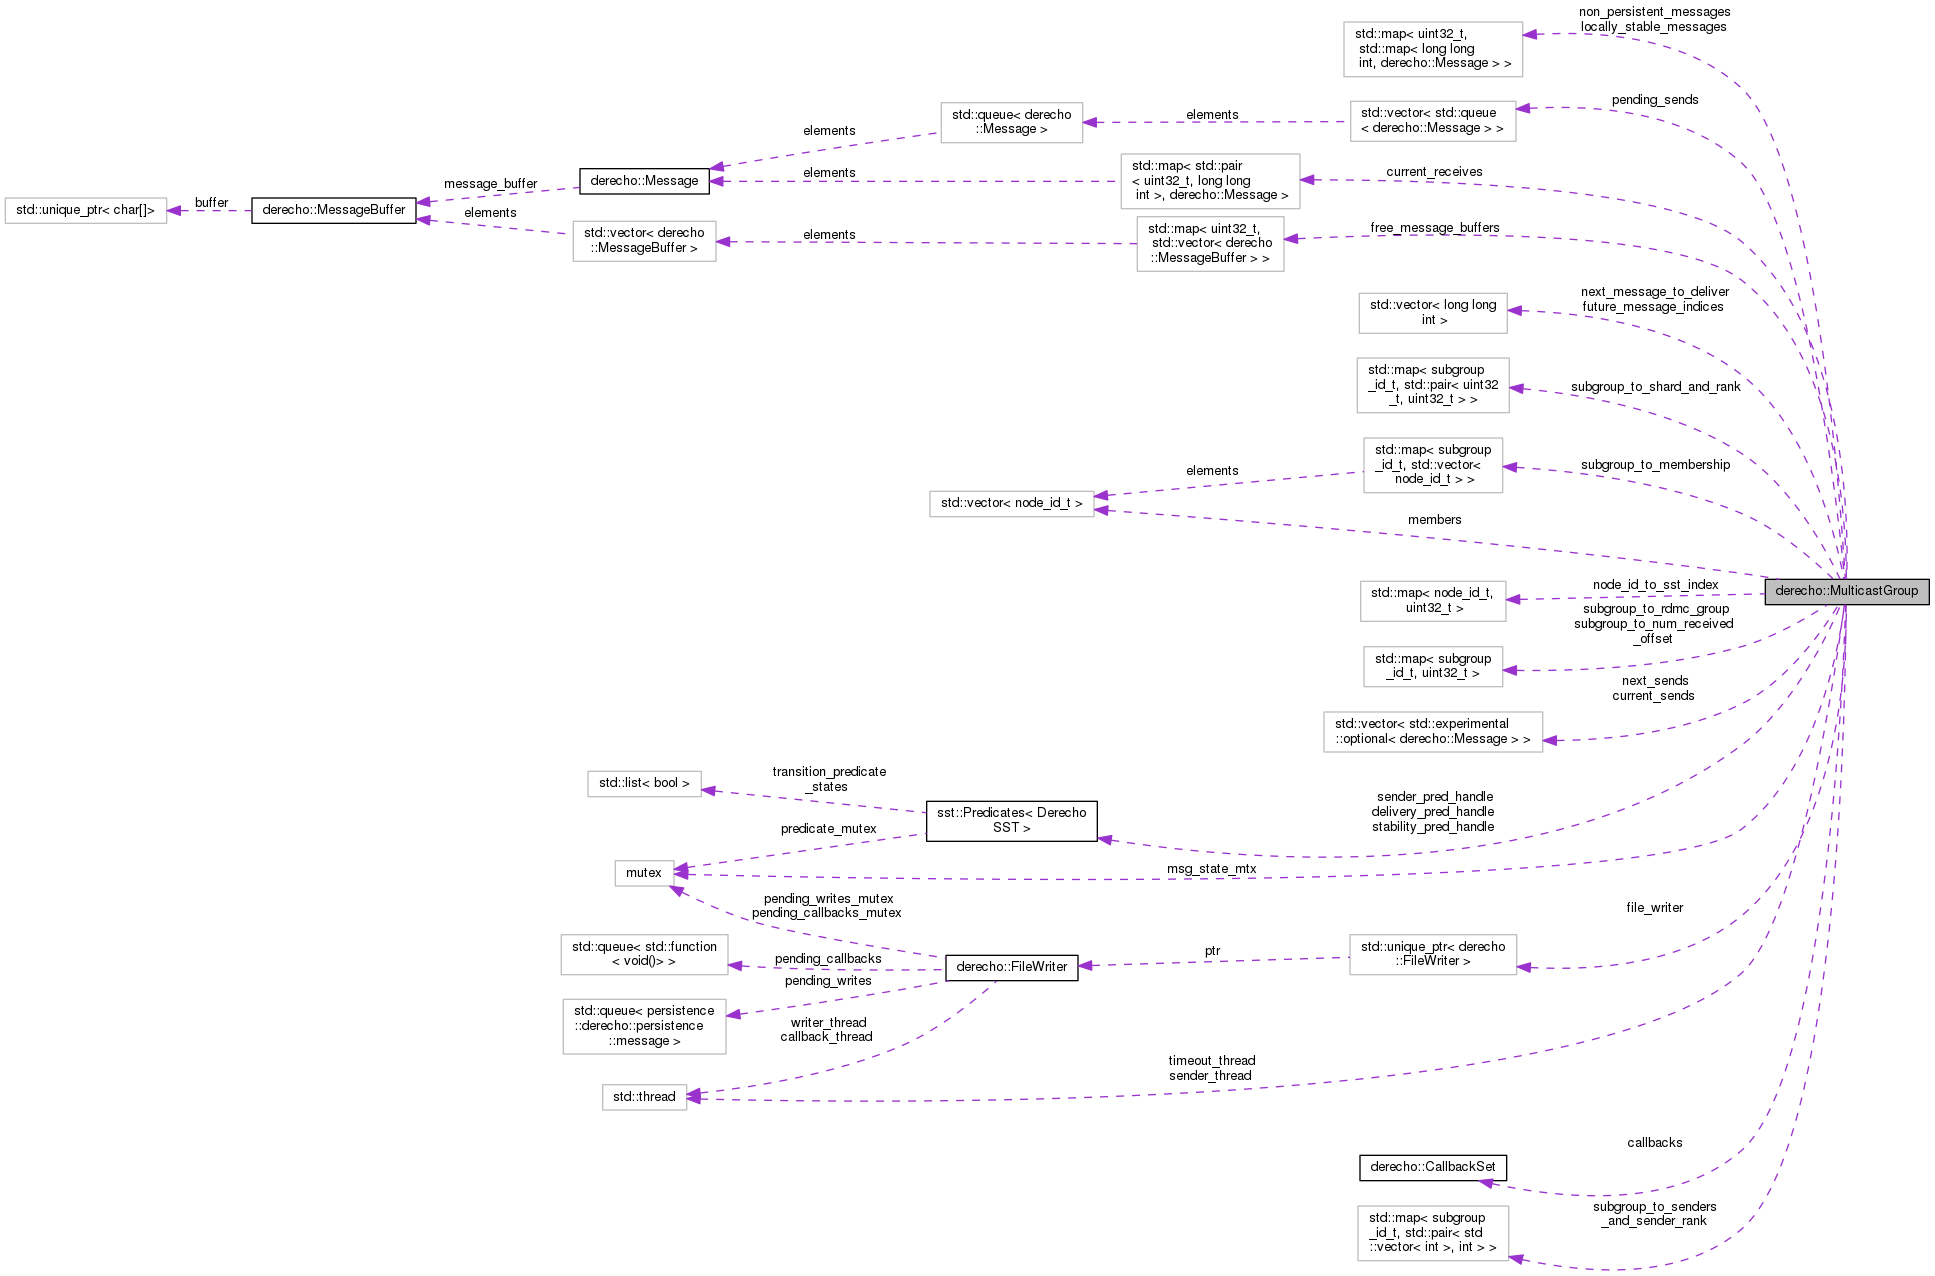 non_persistent_messages
locally_stable_messages
std::map< uint32_t,
std::map< long long
int, derecho::Message > >
pending_sends
std::vector< std::queue
< derecho::Message > >
elements
std::queue< derecho
::Message >
elements
current_receives
std::map< std::pair
< uint32_t, long long
int >, derecho::Message >
elements
derecho::Message
message_buffer
derecho::MessageBuffer
buffer
std::unique_ptr< char[]>
elements
std::vector< derecho
::MessageBuffer >
elements
std::map< uint32_t,
std::vector< derecho
::MessageBuffer > >
free_message_buffers
next_message_to_deliver
future_message_indices
std::vector< long long
int >
subgroup_to_shard_and_rank
std::map< subgroup
_id_t, std::pair< uint32
_t, uint32_t > >
subgroup_to_membership
std::map< subgroup
_id_t, std::vector<
node_id_t > >
elements
std::vector< node_id_t >
members
derecho::MulticastGroup
node_id_to_sst_index
std::map< node_id_t,
uint32_t >
subgroup_to_rdmc_group
subgroup_to_num_received
_offset
std::map< subgroup
_id_t, uint32_t >
next_sends
current_sends
std::vector< std::experimental
::optional< derecho::Message > >
transition_predicate
_states
std::list< bool >
sst::Predicates< Derecho
SST >
sender_pred_handle
delivery_pred_handle
stability_pred_handle
predicate_mutex
mutex
msg_state_mtx
pending_writes_mutex
pending_callbacks_mutex
file_writer
std::queue< std::function
< void()> >
pending_callbacks
derecho::FileWriter
ptr
std::unique_ptr< derecho
::FileWriter >
pending_writes
std::queue< persistence
::derecho::persistence
::message >
writer_thread
callback_thread
timeout_thread
sender_thread
std::thread
callbacks
derecho::CallbackSet
subgroup_to_senders
_and_sender_rank
std::map< subgroup
_id_t, std::pair< std
::vector< int >, int > >